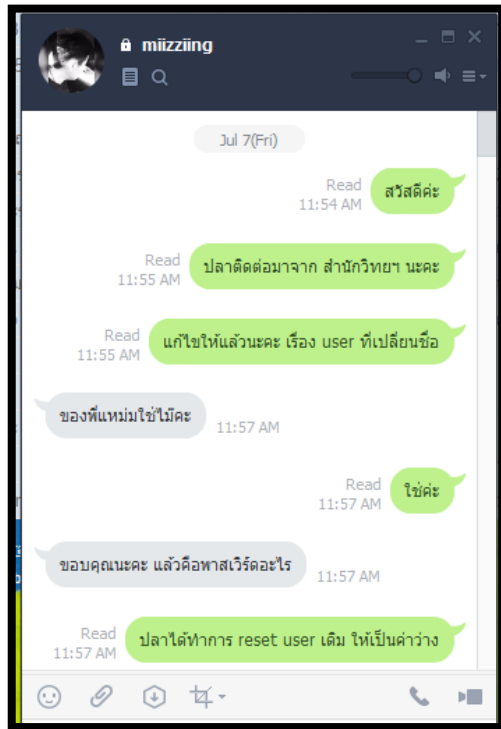 miizziing
Jul 7(Fri)
สวัสดีค่ะ
Read
11:54 AM
ปลาติดต่อมาจาก สำนักวิทยฯ นะคะ
Read
11:55 AM
แก้ไขให้แล้วนะคะ เรื่อง user ที่เปลี่ยนชื่อ
Read
11:55 AM
ของพี่แหม่มใช่ไม๊คะ
11:57 AM
ใช่ค่ะ
Read
11:57 AM
ขอบคุณนะคะ แล้วคือพาสเวิร์ดอะไร
11:57 AM
ปลาได้ทำการ reset user เดิม ให้เป็นค่าว่าง
Read
11:57 AM